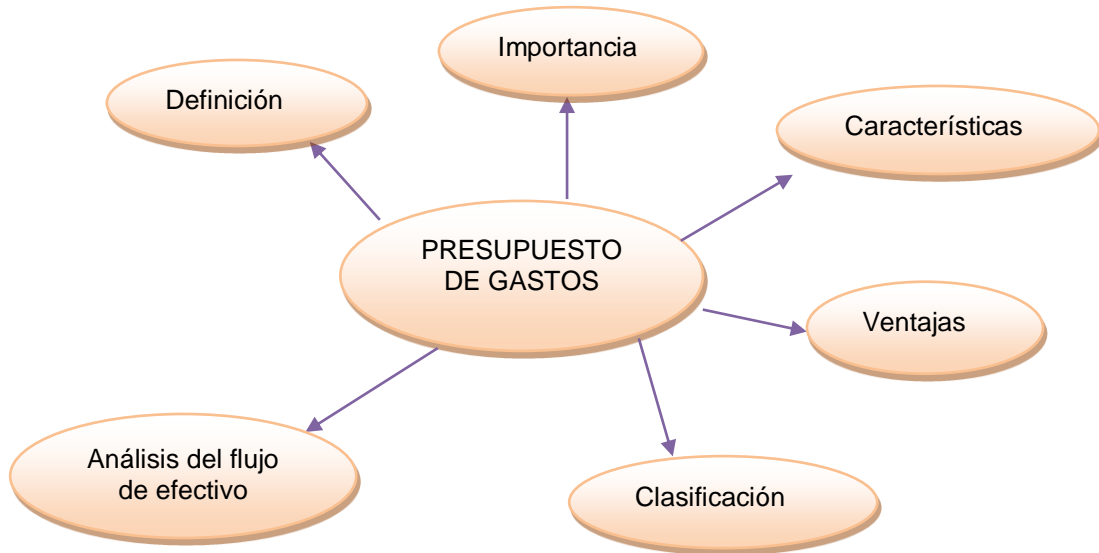 Importancia
Definición
Características
PRESUPUESTO
DE GASTOS
Ventajas
Análisis del flujo
de efectivo
Clasificación